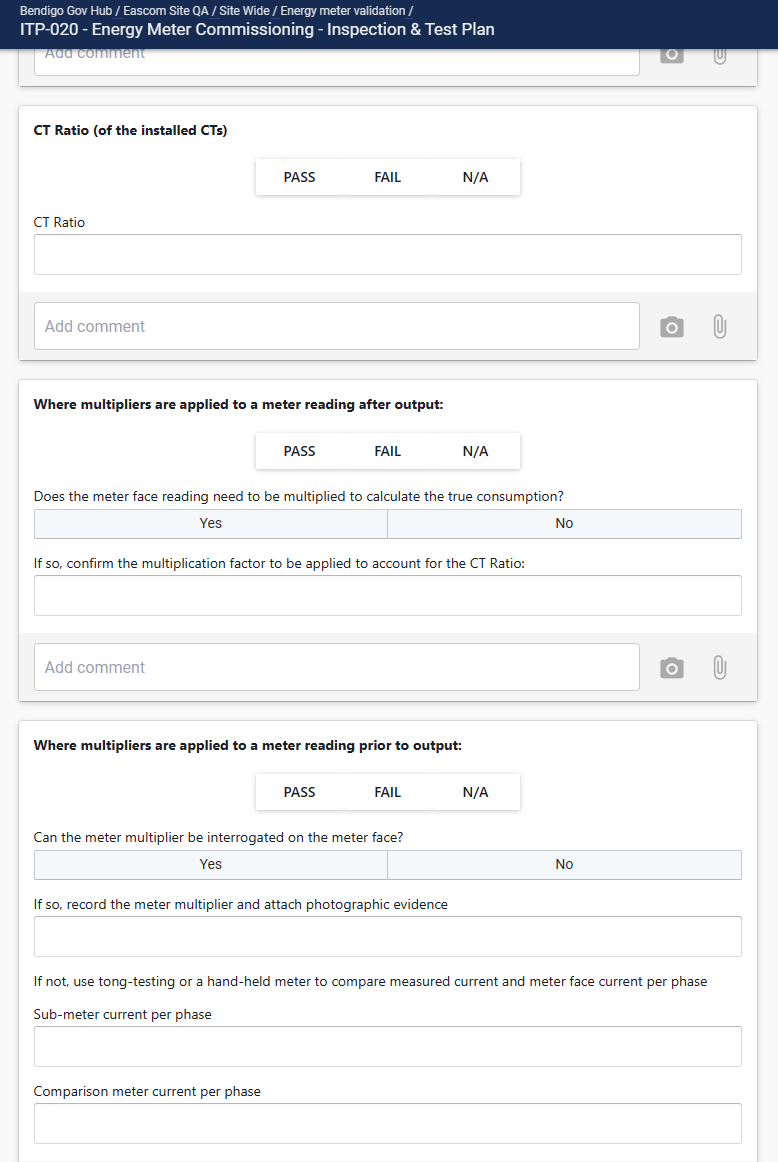 Bendigo Gov Hub / Eascom Site QA / Site Wide / Energy meter validation /
ITP-020 - Energy Meter Commissioning - Inspection & Test Plan
Add comment
CT Ratio (of the installed CTs)
PASS FAIL N/A
CT Ratio
Add comment
Where multipliers are applied to a meter reading after output:
PASS FAIL N/A
Does the meter face reading need to be multiplied to calculate the true consumption?
Yes No
If so, confirm the multiplication factor to be applied to account for the CT Ratio:
Add comment
Where multipliers are applied to a meter reading prior to output:
PASS FAIL N/A
Can the meter multiplier be interrogated on the meter face?
Yes No
If so, record the meter multiplier and attach photographic evidence
If not, use tong-testing or a hand-held meter to compare measured current and meter face current per phase
Sub-meter current per phase
Comparison meter current per phase